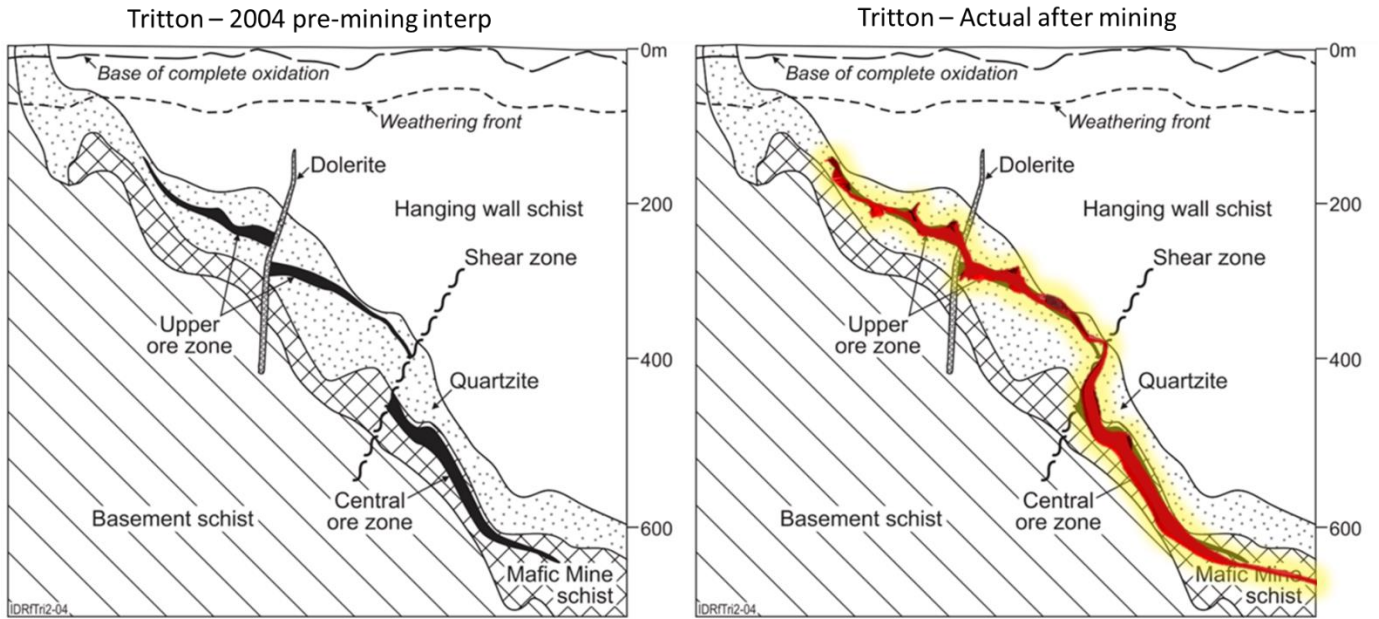 Tritton – 2004 pre-mining interp
0m
Base of complete oxidation
Weathering front
Dolerite
200
Hanging wall schist
Shear zone
Upper
ore zone
400
Quartzite
Central
ore zone
Basement schist
600
Mafic Mine
schist
IDRfTri2-04
Tritton – Actual after mining
0m
Base of complete oxidation
Weathering front
Dolerite
200
Hanging wall schist
Shear zone
Upper
ore zone
400
Quartzite
Central
ore zone
Basement schist
600
Mafic Mine
schist
IDRfTri2-04